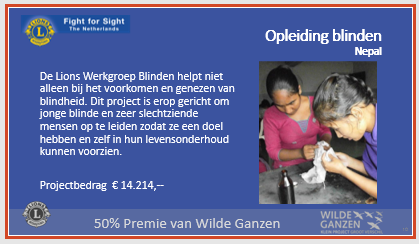 LIONS
Fight for Sight
The Netherlands
Opleiding blinden
Nepal
De Lions Werkgroep Blinden helpt niet
alleen bij het voorkomen en genezen van
blindheid. Dit project is erop gericht om
jonge blinde en zeer slechtziende
mensen op te leiden zodat ze een doel
hebben en zelf in hun levensonderhoud
kunnen voorzien.
Projectbedrag € 14.214,--
50% Premie van Wilde Ganzen
WILDE
GANZEN